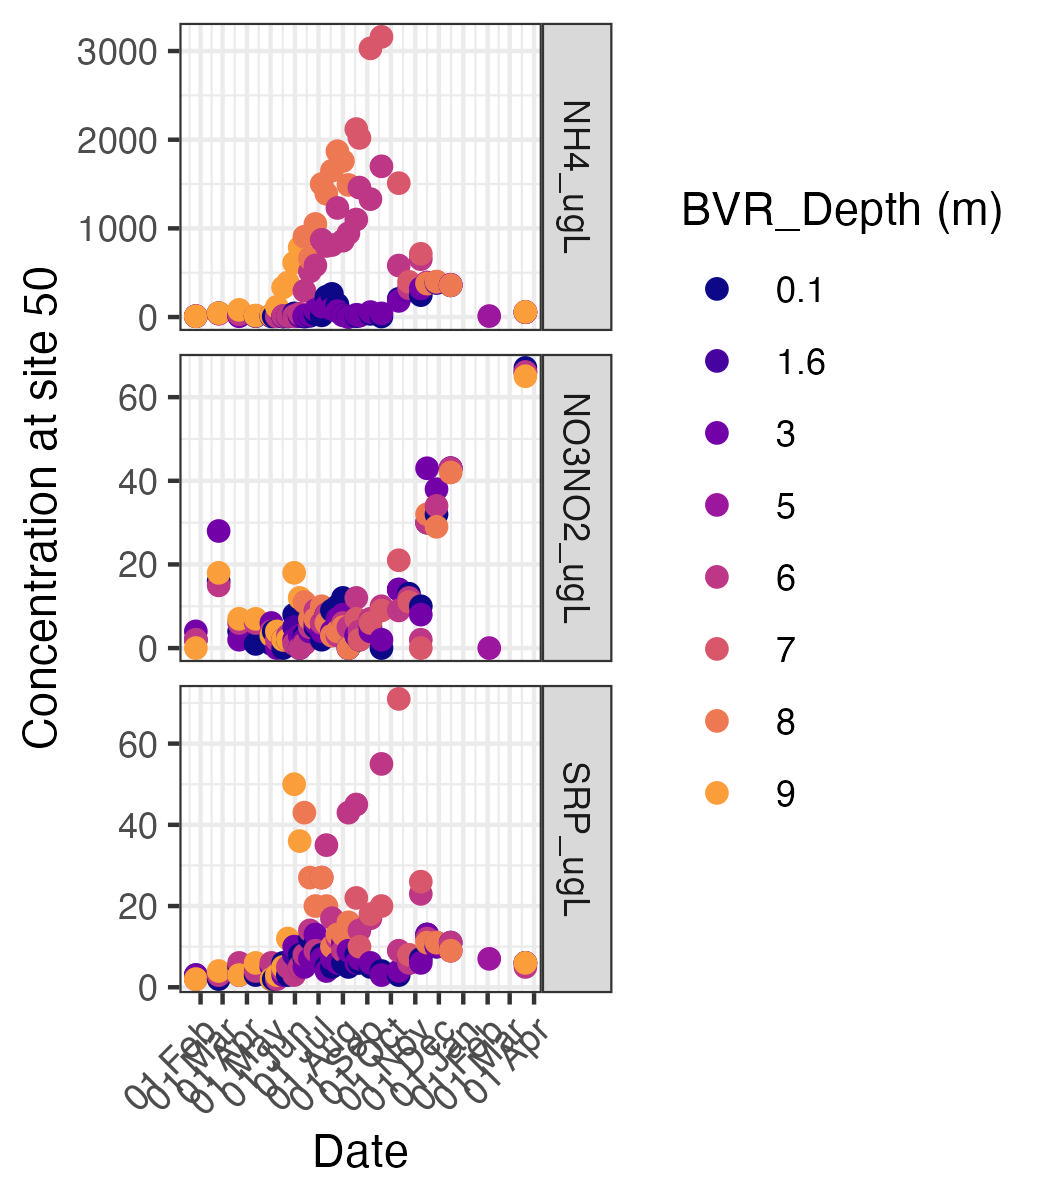 3000
2000
1000
0
NH4_ugL
60
40
20
0
NO3NO2_ugL
60
40
20
0
SRP_ugL
Concentration at site 50
01 Feb
01 Mar
01 Apr
01 May
01 Jun
01 Jul
01 Aug
01 Sep
01 Oct
01 Nov
01 Dec
01 Jan
01 Feb
01 Mar
01 Apr
Date
BVR_Depth (m)
0.1
1.6
3
5
6
7
8
9